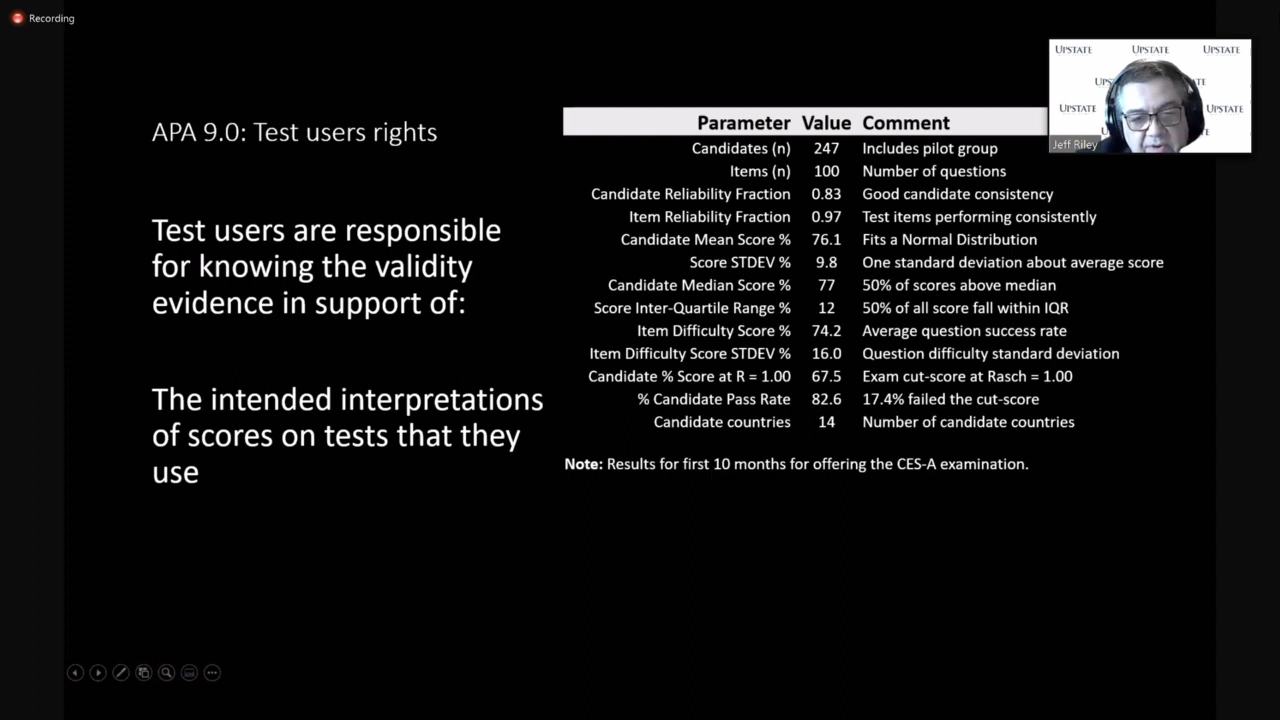 Recording
UPSTATE UPSTATE UPSTATE
UPSTATE
UPSTATE
Jeff Riley
APA 9.0: Test users rights
Test users are responsible
for knowing the validity
evidence in support of:
The intended interpretations
of scores on tests that they
use
Parameter Value Comment
Candidates (n) 247 Includes pilot group
Items (n) 100 Number of questions
Candidate Reliability Fraction 0.83 Good candidate consistency
Item Reliability Fraction 0.97 Test items performing consistently
Candidate Mean Score % 76.1 Fits a Normal Distribution
Score STDEV % 9.8 One standard deviation about average score
Candidate Median Score % 77 50% of scores above median
Score Inter-Quartile Range % 12 50% of all score fall within IQR
Item Difficulty Score % 74.2 Average question success rate
Item Difficulty Score STDEV % 16.0 Question difficulty standard deviation
Candidate % Score at R = 1.00 67.5 Exam cut-score at Rasch = 1.00
% Candidate Pass Rate 82.6 17.4% failed the cut-score
Candidate countries 14 Number of candidate countries
Note: Results for first 10 months for offering the CES-A examination.